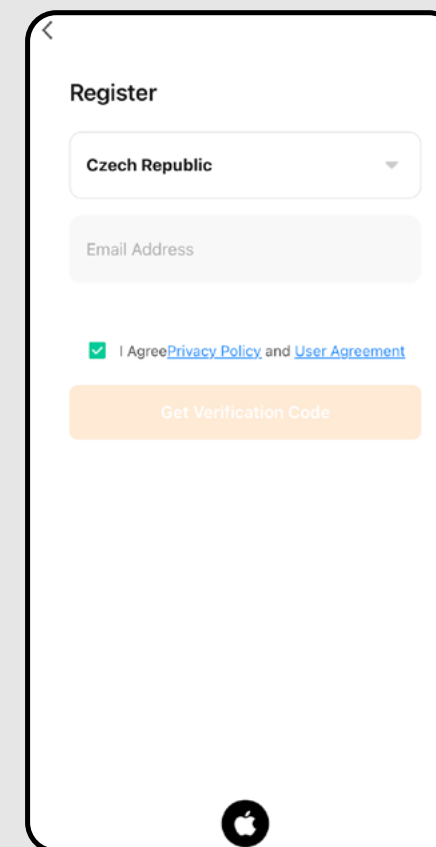 Register
Czech Republic
Email Address
I AgreePrivacy Policy and User Agreement
Get Verification Code